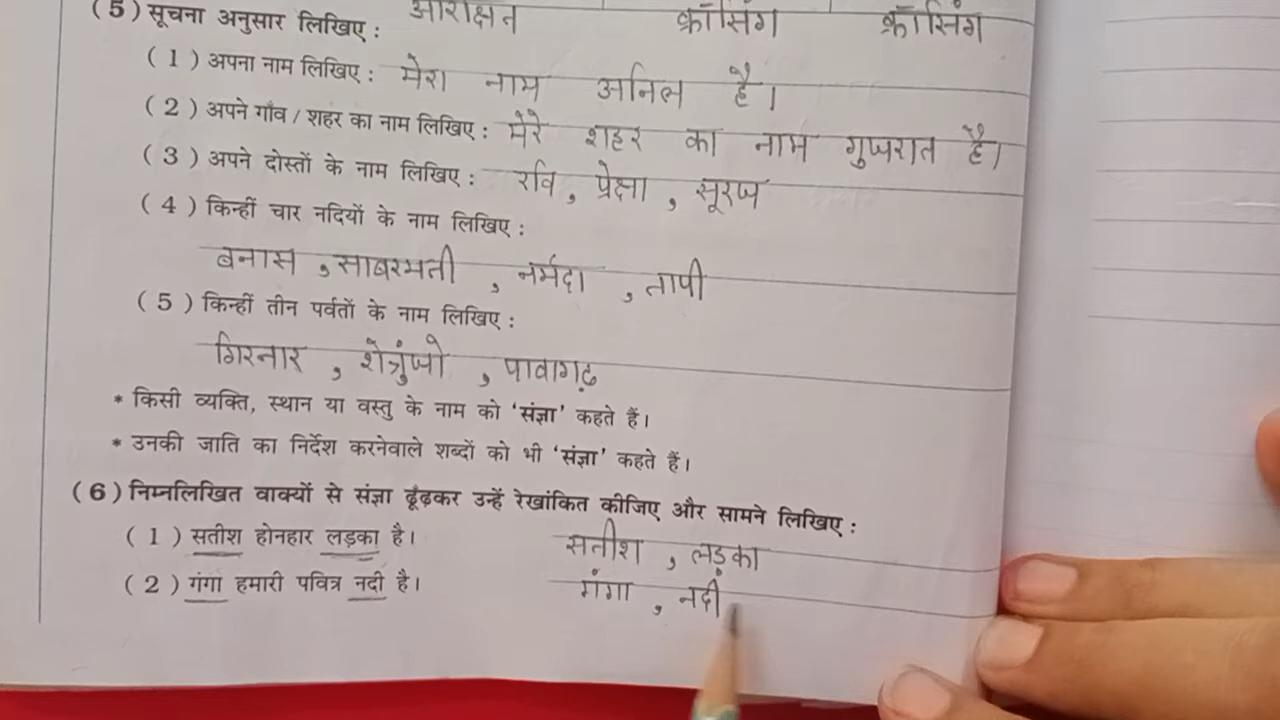 आरोक्षन क्रॉसिंग क्रॉसिंग
(5) सूचना अनुसार लिखिए :
(1) अपना नाम लिखिए : मेरा नाम अनिल है।
(2) अपने गाँव / शहर का नाम लिखिए : मेरे शहर का नाम गुजरात है।
(3) अपने दोस्तों के नाम लिखिए : रवि, प्रेक्षा, सूरज
(4) किन्हीं चार नदियों के नाम लिखिए :
बनास, साबरमती, नर्मदा, तापी
(5) किन्हीं तीन पर्वतों के नाम लिखिए :
गिरनार, शेत्रुंजो, पावागढ़
* किसी व्यक्ति, स्थान या वस्तु के नाम को ‘संज्ञा’ कहते हैं।
* उनकी जाति का निर्देश करनेवाले शब्दों को भी ‘संज्ञा’ कहते हैं।
(6) निम्नलिखित वाक्यों से संज्ञा ढूँढ़कर उन्हें रेखांकित कीजिए और सामने लिखिए :
(1) सतीश होनहार लड़का है। सतीश, लड़का
(2) गंगा हमारी पवित्र नदी है। गंगा, नदी